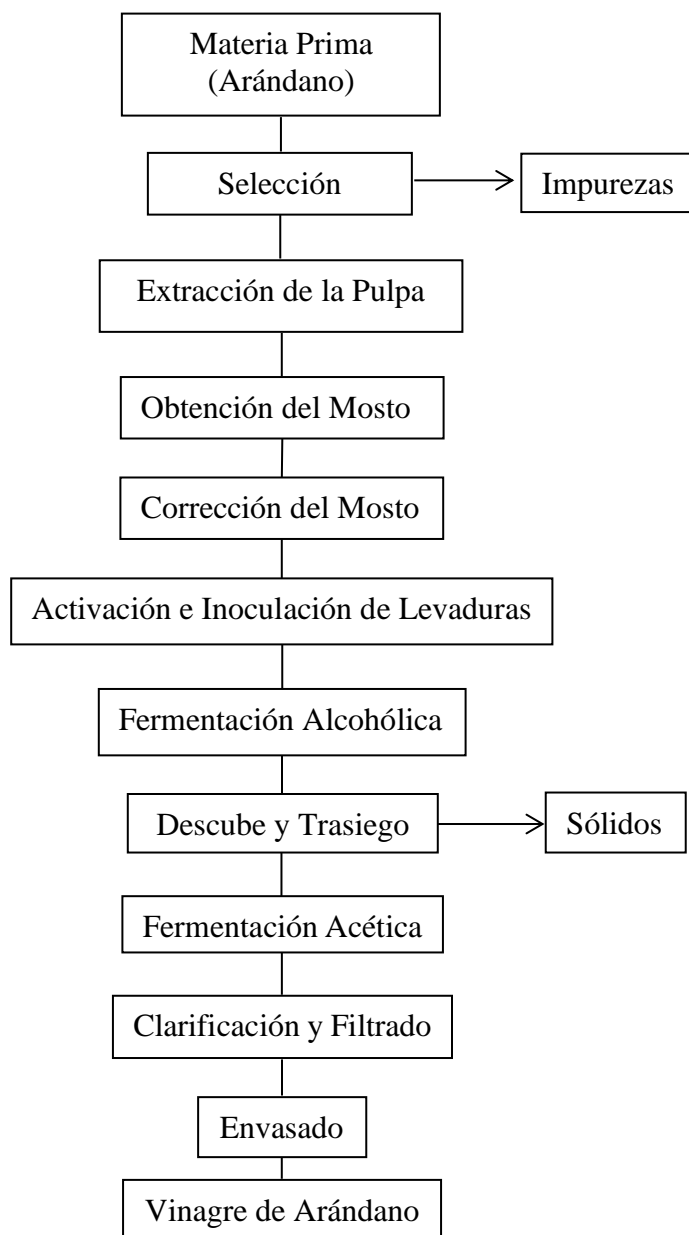 Materia Prima
(Arándano)
Selección
Impurezas
Extracción de la Pulpa
Obtención del Mosto
Corrección del Mosto
Activación e Inoculación de Levaduras
Fermentación Alcohólica
Descube y Trasiego
Sólidos
Fermentación Acética
Clarificación y Filtrado
Envasado
Vinagre de Arándano